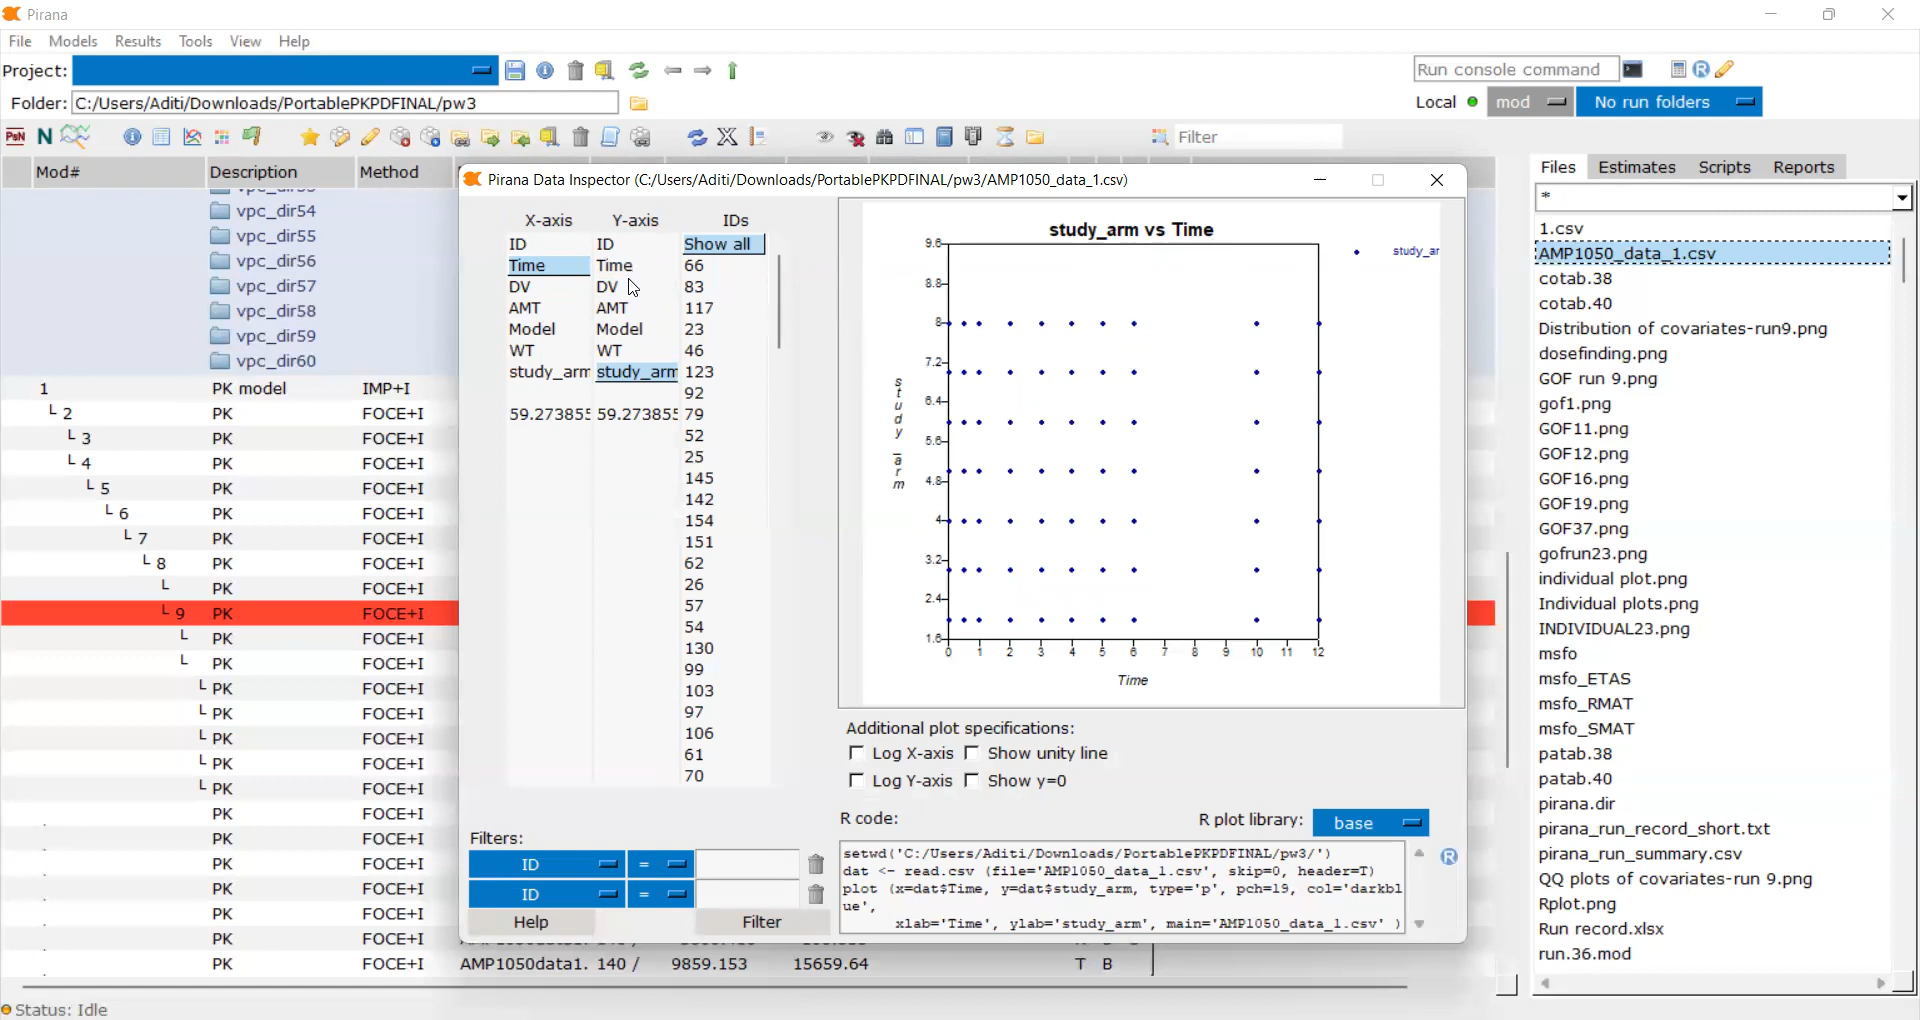 Pirana
File Models Results Tools View Help
Project:
Run console command
Folder: C:/Users/Aditi/Downloads/PortablePKPDFINAL/pw3
Local mod No run folders
PsN N
Filter
Mod# Description Method
Files Estimates Scripts Reports
*
vpc_dir54
vpc_dir55
vpc_dir56
vpc_dir57
vpc_dir58
vpc_dir59
vpc_dir60
1 PK model IMP+I
2 PK FOCE+I
3 PK FOCE+I
4 PK FOCE+I
5 PK FOCE+I
6 PK FOCE+I
7 PK FOCE+I
8 PK FOCE+I
PK FOCE+I
9 PK FOCE+I
PK FOCE+I
PK FOCE+I
PK FOCE+I
PK FOCE+I
PK FOCE+I
PK FOCE+I
PK FOCE+I
PK FOCE+I
PK FOCE+I
PK FOCE+I
PK FOCE+I
PK FOCE+I
PK FOCE+I
PK FOCE+I AMP1050data1. 140 / 9859.153 15659.64 T B
Status: Idle
Pirana Data Inspector (C:/Users/Aditi/Downloads/PortablePKPDFINAL/pw3/AMP1050_data_1.csv)
X-axis Y-axis IDs
ID ID Show all
Time Time 66
DV DV 83
AMT AMT 117
Model Model 23
WT WT 46
study_arm study_arm 123
92
59.273855 59.273855 79
52
25
145
142
154
151
62
26
57
54
130
99
103
97
106
61
70
study_arm vs Time
study_ar
9.6
8.8
8
7.2
6.4
5.6
4.8
4
3.2
2.4
1.6
study_arm
0 1 2 3 4 5 6 7 8 9 10 11 12
Time
Additional plot specifications:
Log X-axis Show unity line
Log Y-axis Show y=0
R code: R plot library: base
setwd('C:/Users/Aditi/Downloads/PortablePKPDFINAL/pw3/')
dat <- read.csv (file='AMP1050_data_1.csv', skip=0, header=T)
plot (x=dat$Time, y=dat$study_arm, type='p', pch=19, col='darkbl
ue',
xlab='Time', ylab='study_arm', main='AMP1050_data_1.csv' )
R
Filters:
ID =
ID =
Help Filter
1.csv
AMP1050_data_1.csv
cotab.38
cotab.40
Distribution of covariates-run9.png
dosefinding.png
GOF run 9.png
gof1.png
GOF11.png
GOF12.png
GOF16.png
GOF19.png
GOF37.png
gofrun23.png
individual plot.png
Individual plots.png
INDIVIDUAL23.png
msfo
msfo_ETAS
msfo_RMAT
msfo_SMAT
patab.38
patab.40
pirana.dir
pirana_run_record_short.txt
pirana_run_summary.csv
QQ plots of covariates-run 9.png
Rplot.png
Run record.xlsx
run.36.mod